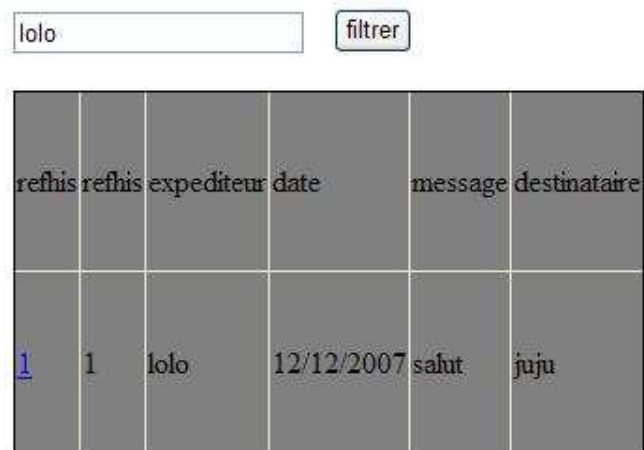 lolo filtrer
refhis refhis expediteur date message destinataire
1 1 lolo 12/12/2007 salut juju